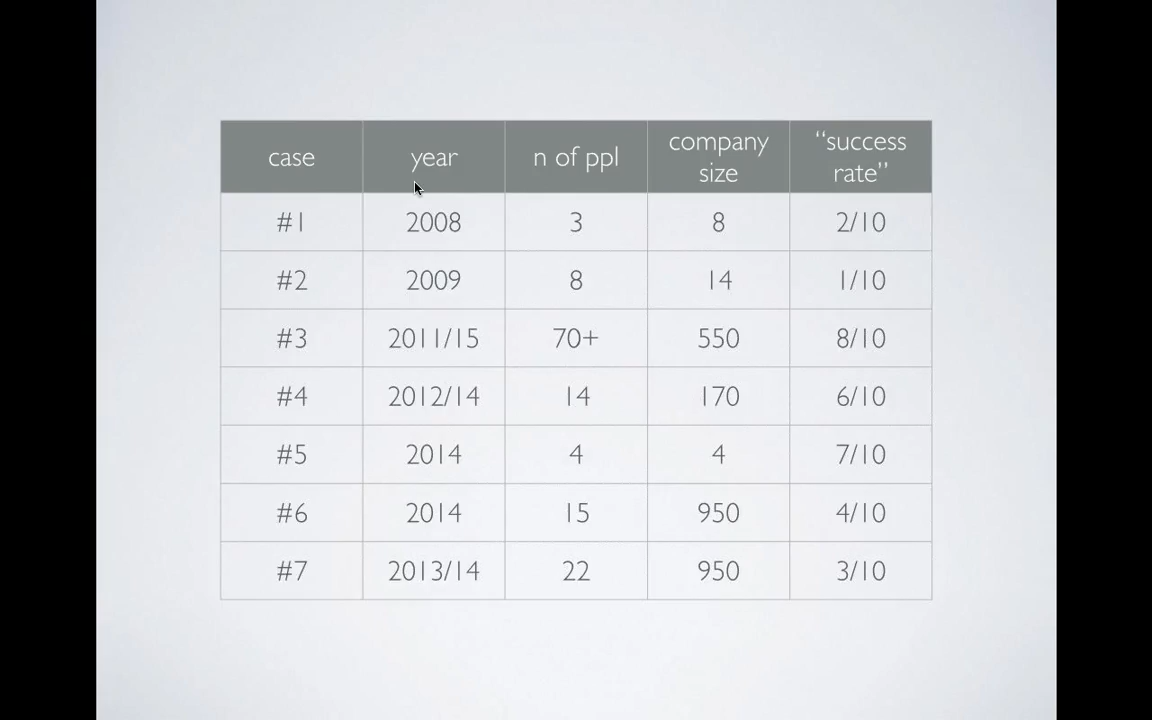 case year n of ppl company size “success rate”
#1 2008 3 8 2/10
#2 2009 8 14 1/10
#3 2011/15 70+ 550 8/10
#4 2012/14 14 170 6/10
#5 2014 4 4 7/10
#6 2014 15 950 4/10
#7 2013/14 22 950 3/10